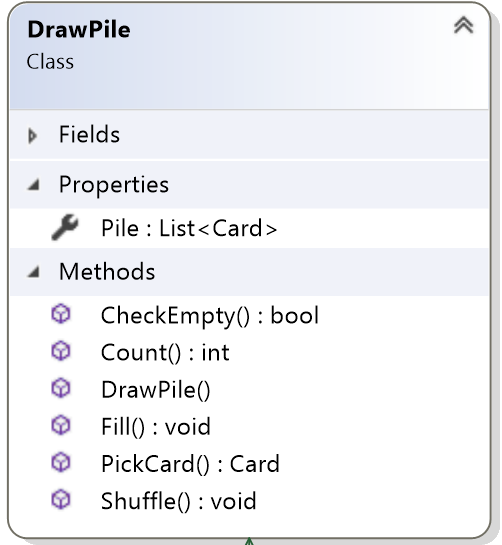 DrawPile
Class
Fields
Properties
Pile : List<Card>
Methods
CheckEmpty() : bool
Count() : int
DrawPile()
Fill() : void
PickCard() : Card
Shuffle() : void